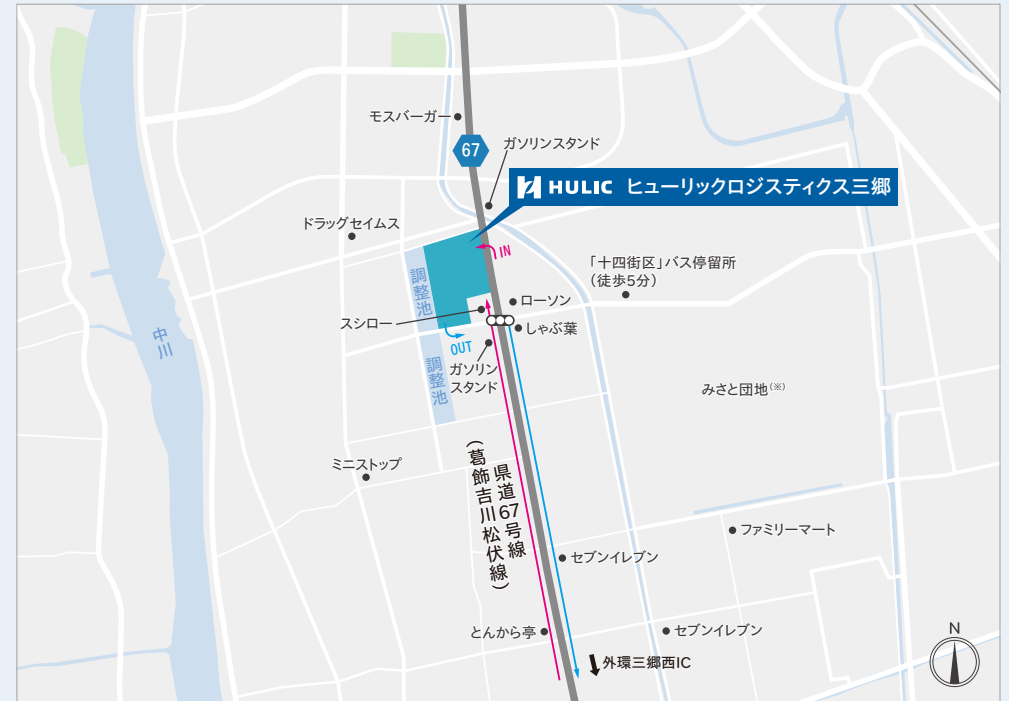 モスバーガー
67
ガソリンスタンド
HULIC ヒューリックロジスティクス三郷
ドラッグセイムス
IN
「十四街区」バス停留所
（徒歩5分）
調整池
ローソン
スシロー
しゃぶ葉
OUT
中川
ガソリン
スタンド
調整池
みさと団地(※)
ミニストップ
県道67号線
（葛飾吉川松伏線）
ファミリーマート
セブンイレブン
とんから亭
セブンイレブン
外環三郷西IC
N